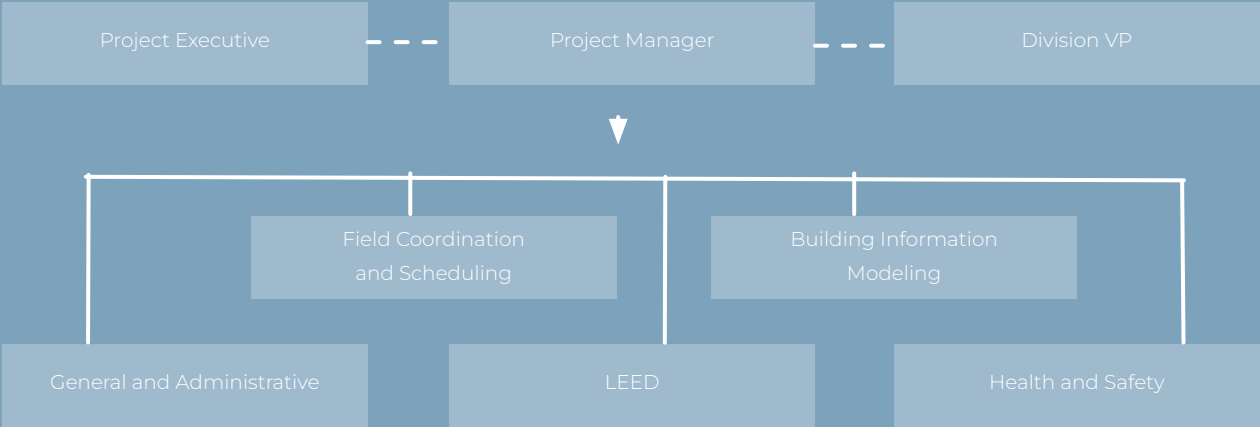 Project Executive
Project Manager
Division VP
Field Coordination
and Scheduling
Building Information
Modeling
General and Administrative
LEED
Health and Safety